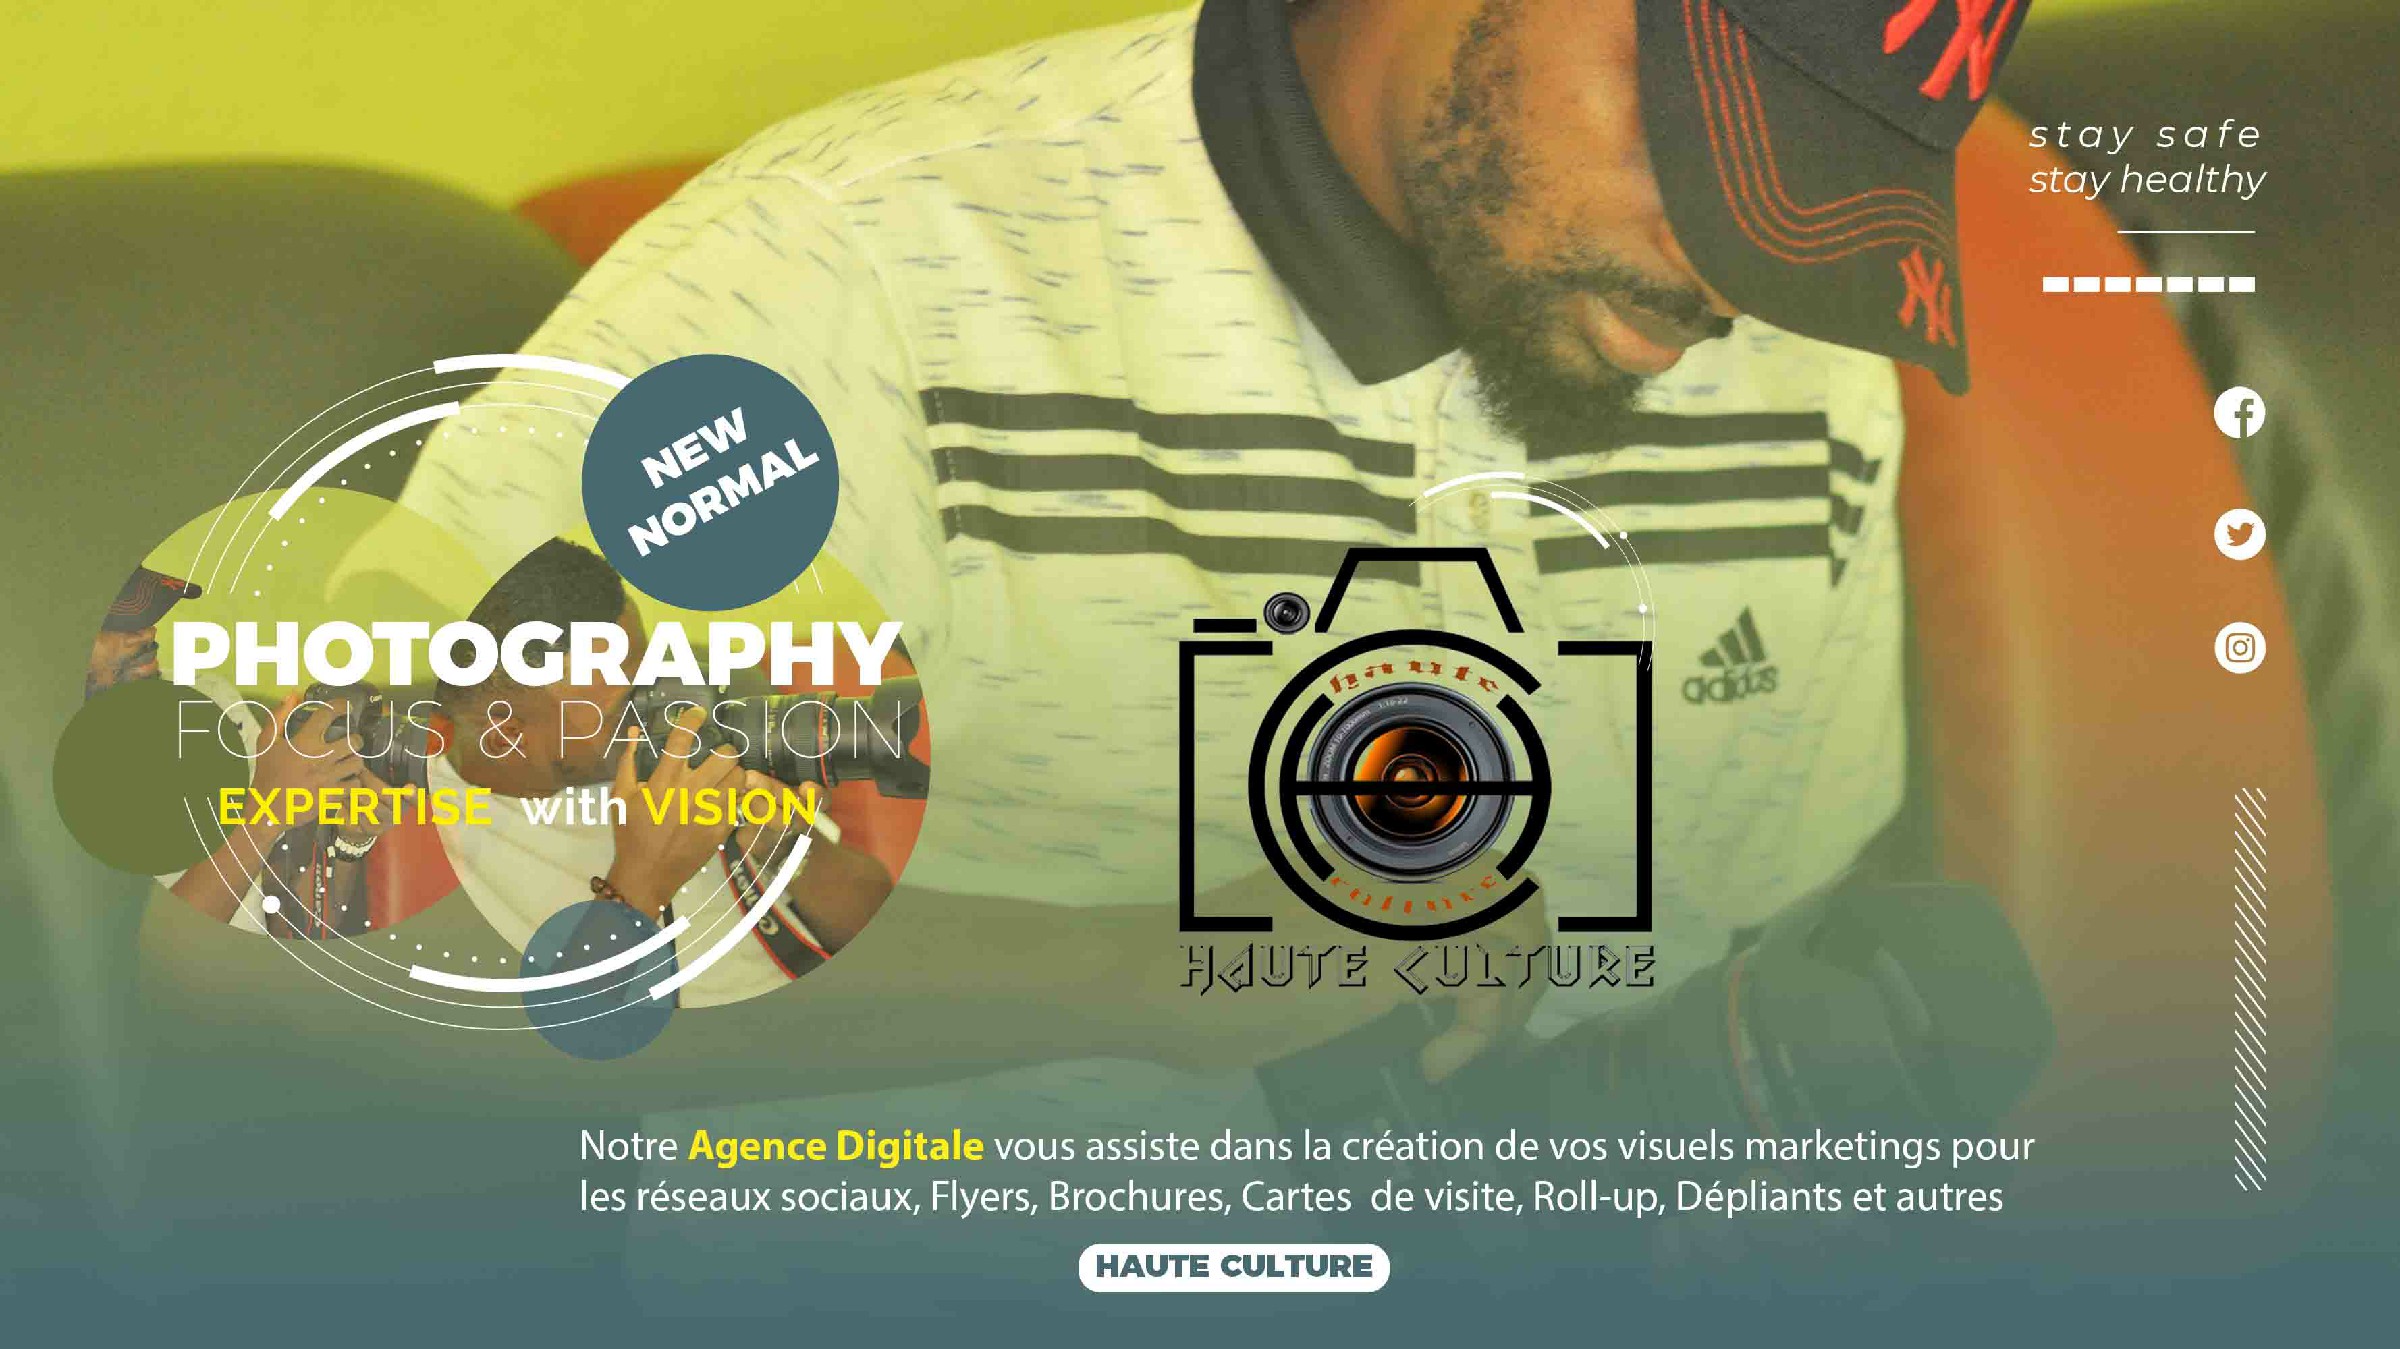 stay safe
stay healthy
NEW
NORMAL
PHOTOGRAPHY
FOCUS & PASSION
EXPERTISE with VISION
adidas
haute
culture
HAUTE CULTURE
Notre Agence Digitale vous assiste dans la création de vos visuels marketings pour
les réseaux sociaux, Flyers, Brochures, Cartes de visite, Roll-up, Dépliants et autres
HAUTE CULTURE